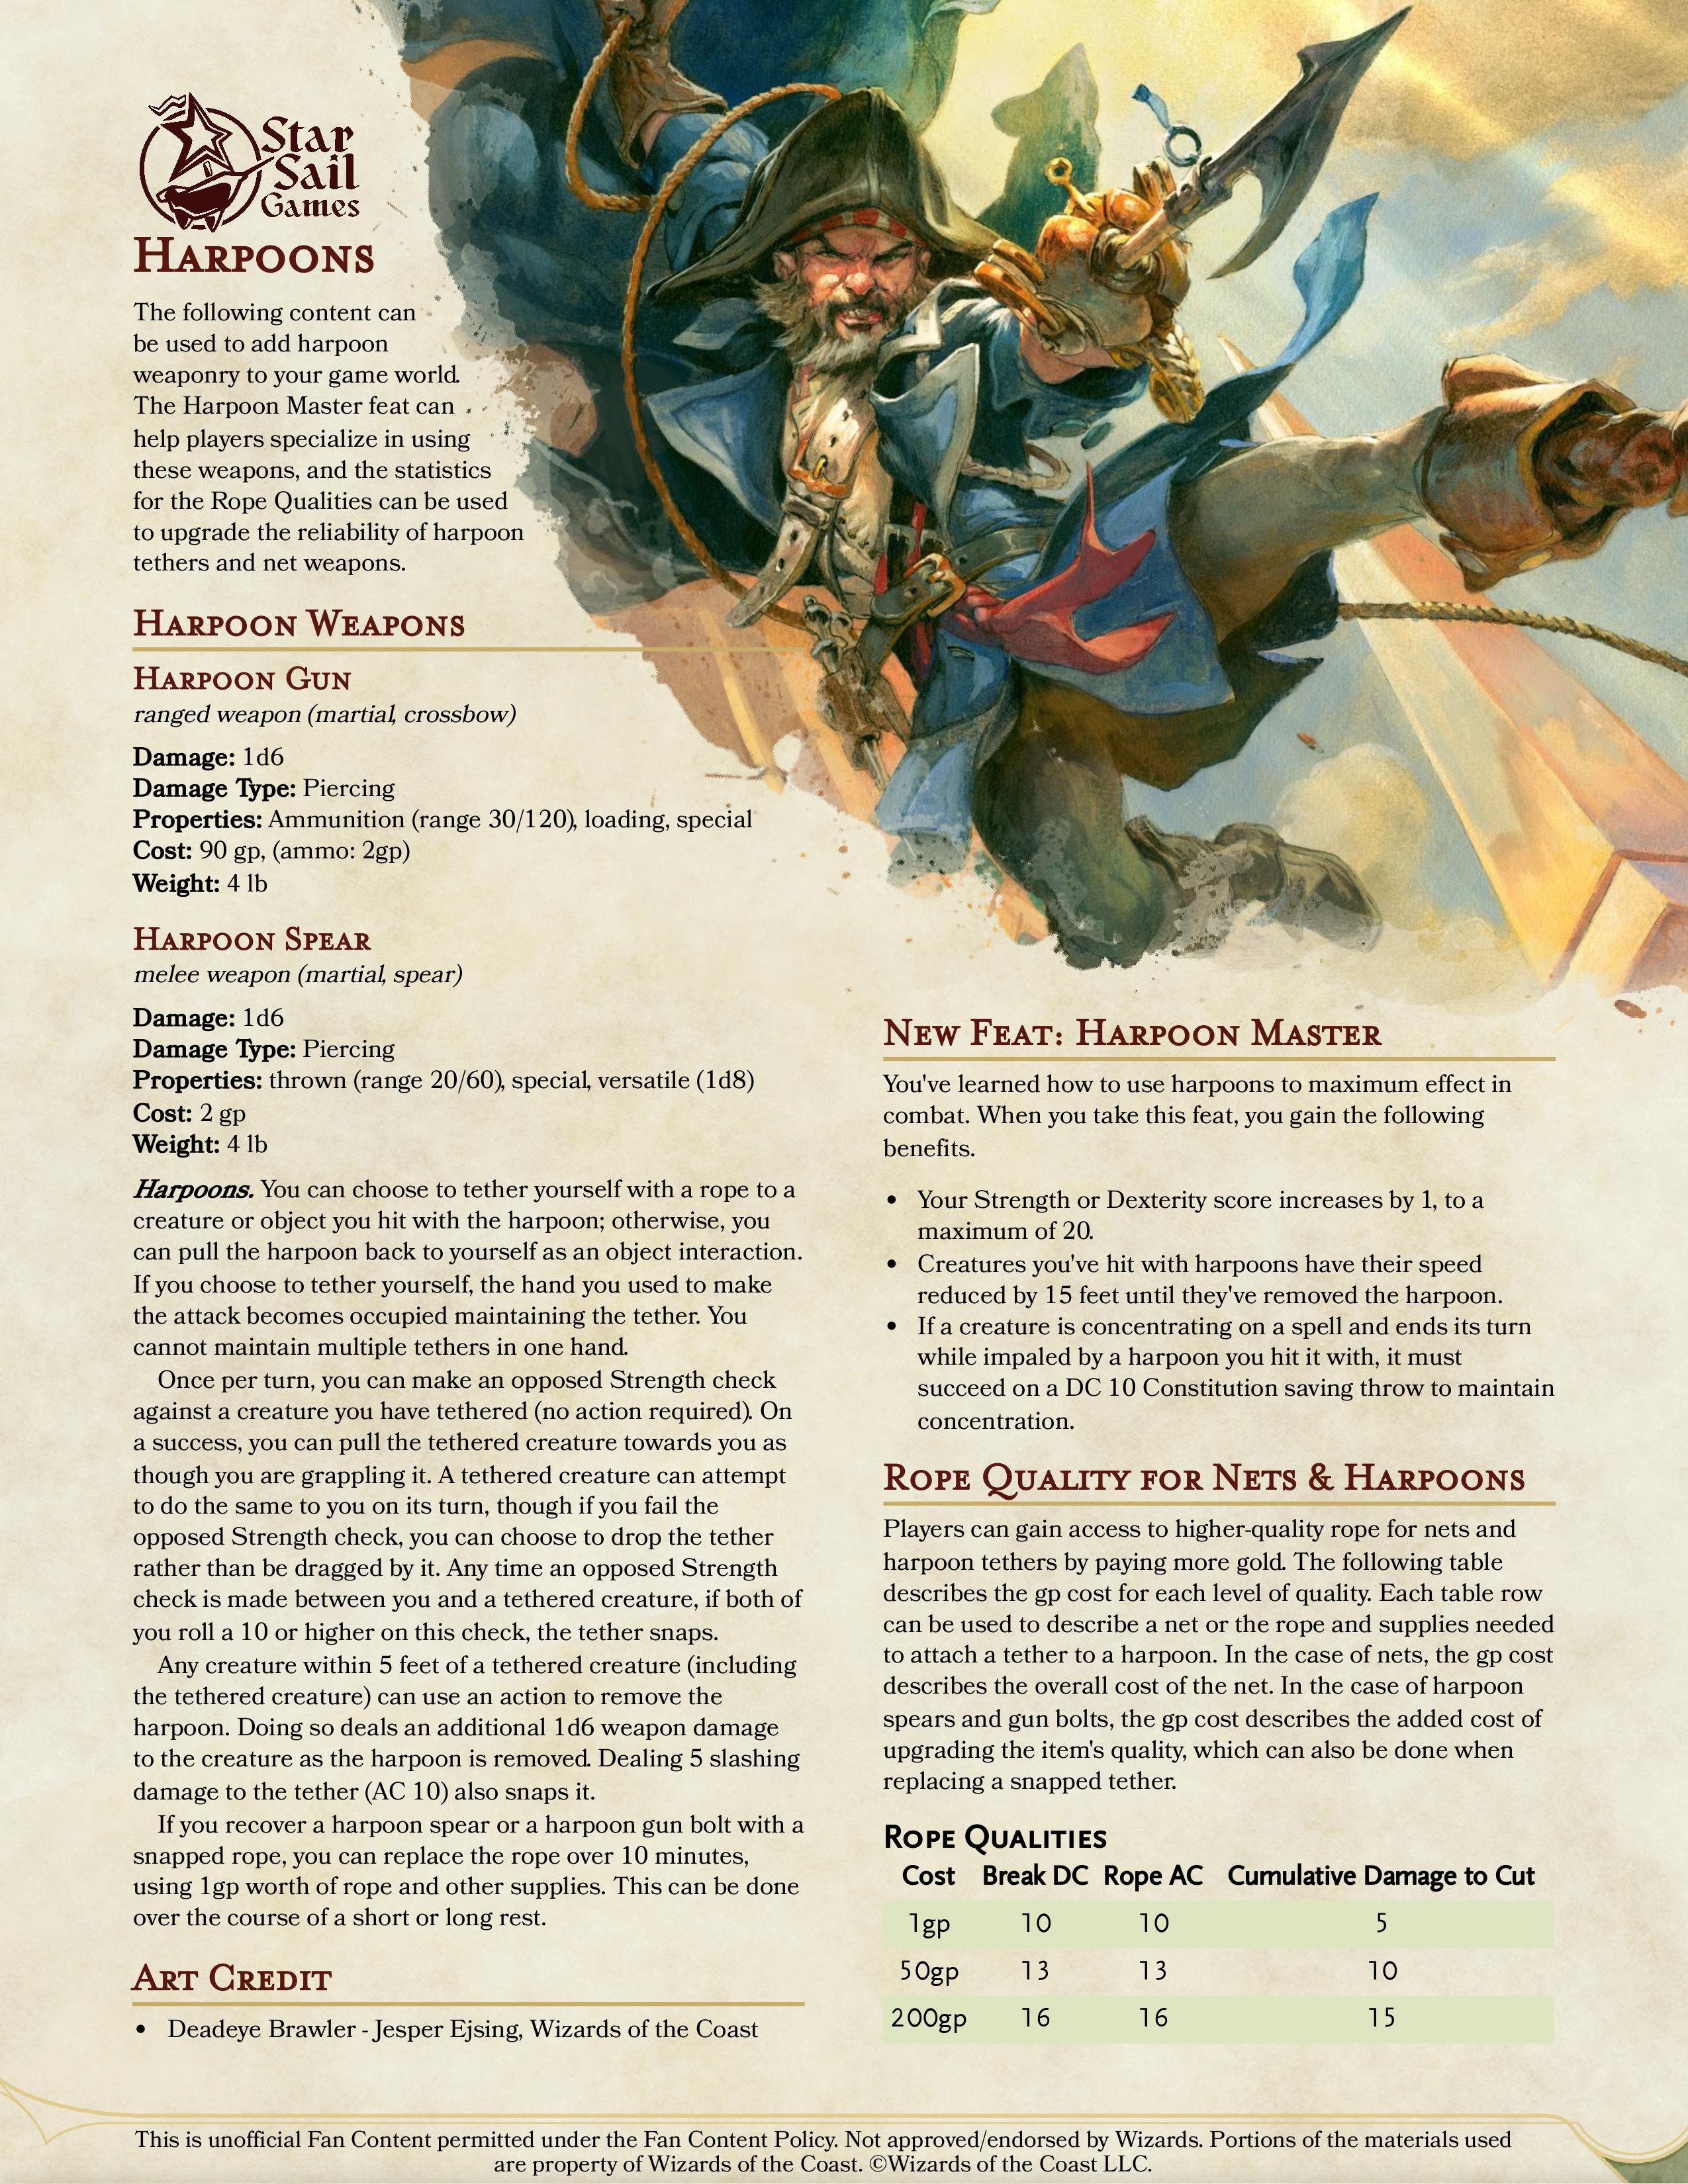 Star
Sail
Games
Harpoons
The following content can
be used to add harpoon
weaponry to your game world.
The Harpoon Master feat can
help players specialize in using
these weapons, and the statistics
for the Rope Qualities can be used
to upgrade the reliability of harpoon
tethers and net weapons.
Harpoon Weapons
Harpoon Gun
ranged weapon (martial, crossbow)
Damage: 1d6
Damage Type: Piercing
Properties: Ammunition (range 30/120), loading, special
Cost: 90 gp, (ammo: 2gp)
Weight: 4 lb
Harpoon Spear
melee weapon (martial, spear)
Damage: 1d6
Damage Type: Piercing
Properties: thrown (range 20/60), special, versatile (1d8)
Cost: 2 gp
Weight: 4 lb
Harpoons. You can choose to tether yourself with a rope to a
creature or object you hit with the harpoon; otherwise, you
can pull the harpoon back to yourself as an object interaction.
If you choose to tether yourself, the hand you used to make
the attack becomes occupied maintaining the tether. You
cannot maintain multiple tethers in one hand.
Once per turn, you can make an opposed Strength check
against a creature you have tethered (no action required). On
a success, you can pull the tethered creature towards you as
though you are grappling it. A tethered creature can attempt
to do the same to you on its turn, though if you fail the
opposed Strength check, you can choose to drop the tether
rather than be dragged by it. Any time an opposed Strength
check is made between you and a tethered creature, if both of
you roll a 10 or higher on this check, the tether snaps.
Any creature within 5 feet of a tethered creature (including
the tethered creature) can use an action to remove the
harpoon. Doing so deals an additional 1d6 weapon damage
to the creature as the harpoon is removed. Dealing 5 slashing
damage to the tether (AC 10) also snaps it.
If you recover a harpoon spear or a harpoon gun bolt with a
snapped rope, you can replace the rope over 10 minutes,
using 1gp worth of rope and other supplies. This can be done
over the course of a short or long rest.
Art Credit
• Deadeye Brawler - Jesper Ejsing, Wizards of the Coast
New Feat: Harpoon Master
You've learned how to use harpoons to maximum effect in
combat. When you take this feat, you gain the following
benefits.
• Your Strength or Dexterity score increases by 1, to a
maximum of 20.
• Creatures you've hit with harpoons have their speed
reduced by 15 feet until they've removed the harpoon.
• If a creature is concentrating on a spell and ends its turn
while impaled by a harpoon you hit it with, it must
succeed on a DC 10 Constitution saving throw to maintain
concentration.
Rope Quality for Nets & Harpoons
Players can gain access to higher-quality rope for nets and
harpoon tethers by paying more gold. The following table
describes the gp cost for each level of quality. Each table row
can be used to describe a net or the rope and supplies needed
to attach a tether to a harpoon. In the case of nets, the gp cost
describes the overall cost of the net. In the case of harpoon
spears and gun bolts, the gp cost describes the added cost of
upgrading the item's quality, which can also be done when
replacing a snapped tether.
Rope Qualities
Cost Break DC Rope AC Cumulative Damage to Cut
1gp 10 10 5
50gp 13 13 10
200gp 16 16 15
This is unofficial Fan Content permitted under the Fan Content Policy. Not approved/endorsed by Wizards. Portions of the materials used
are property of Wizards of the Coast. ©Wizards of the Coast LLC.